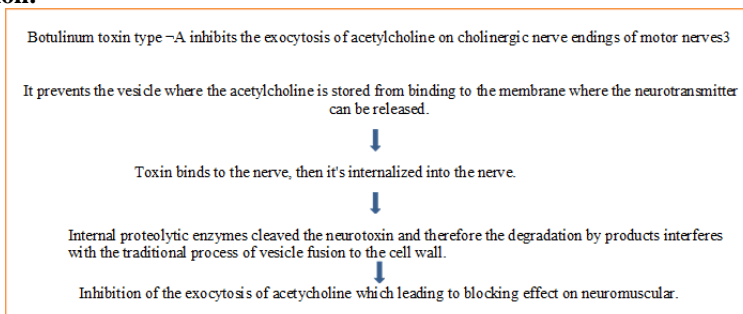 ion:
Botulinum toxin type ¬A inhibits the exocytosis of acetylcholine on cholinergic nerve endings of motor nerves3
It prevents the vesicle where the acetylcholine is stored from binding to the membrane where the neurotransmitter
can be released.
Toxin binds to the nerve, then it's internalized into the nerve.
Internal proteolytic enzymes cleaved the neurotoxin and therefore the degradation by products interferes
with the traditional process of vesicle fusion to the cell wall.
Inhibition of the exocytosis of acetycholine which leading to blocking effect on neuromuscular.